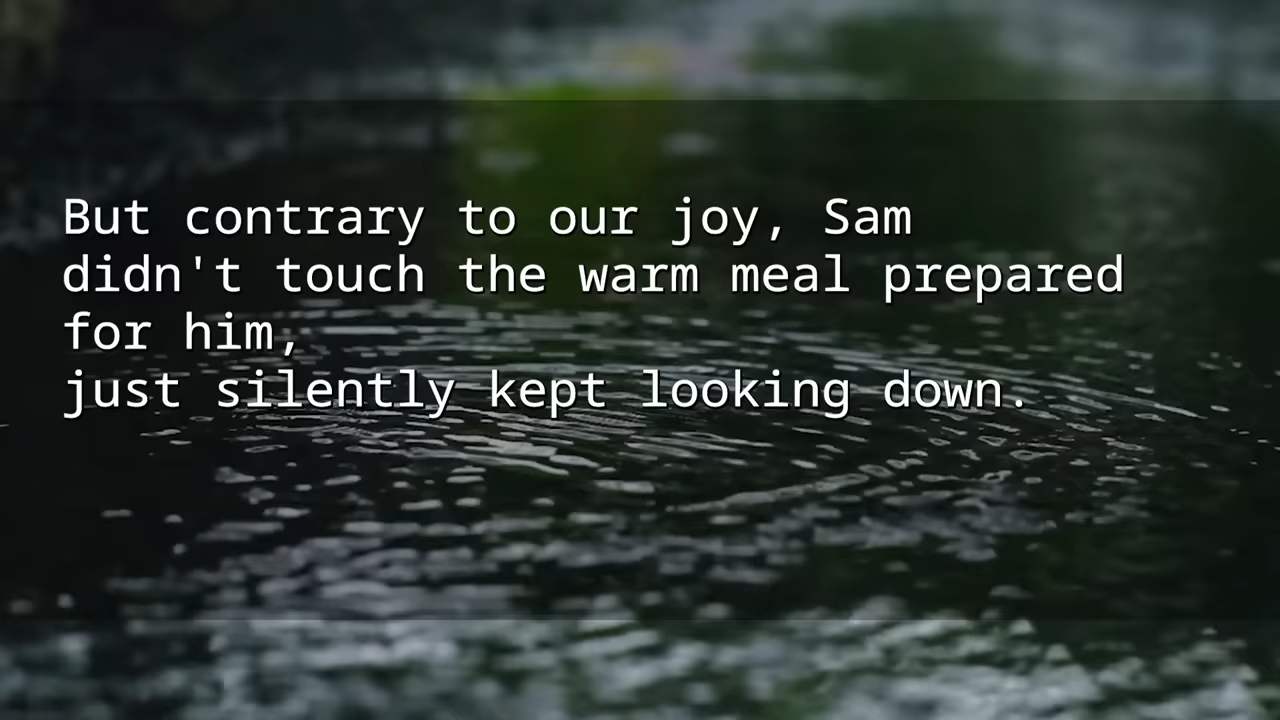 But contrary to our joy, Sam
didn't touch the warm meal prepared
for him,
just silently kept looking down.